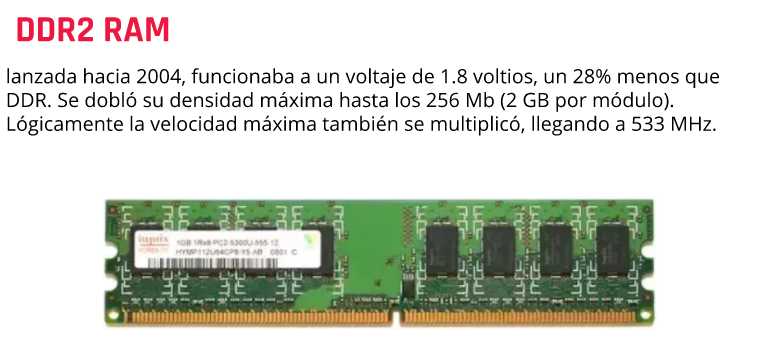 DDR2 RAM
lanzada hacia 2004, funcionaba a un voltaje de 1.8 voltios, un 28% menos que
DDR. Se dobló su densidad máxima hasta los 256 Mb (2 GB por módulo).
Lógicamente la velocidad máxima también se multiplicó, llegando a 533 MHz.
hynix
1GB 1Rx8 PC2-5300U-555-12
HYMP112U64CP8-Y5 AB 0801 C